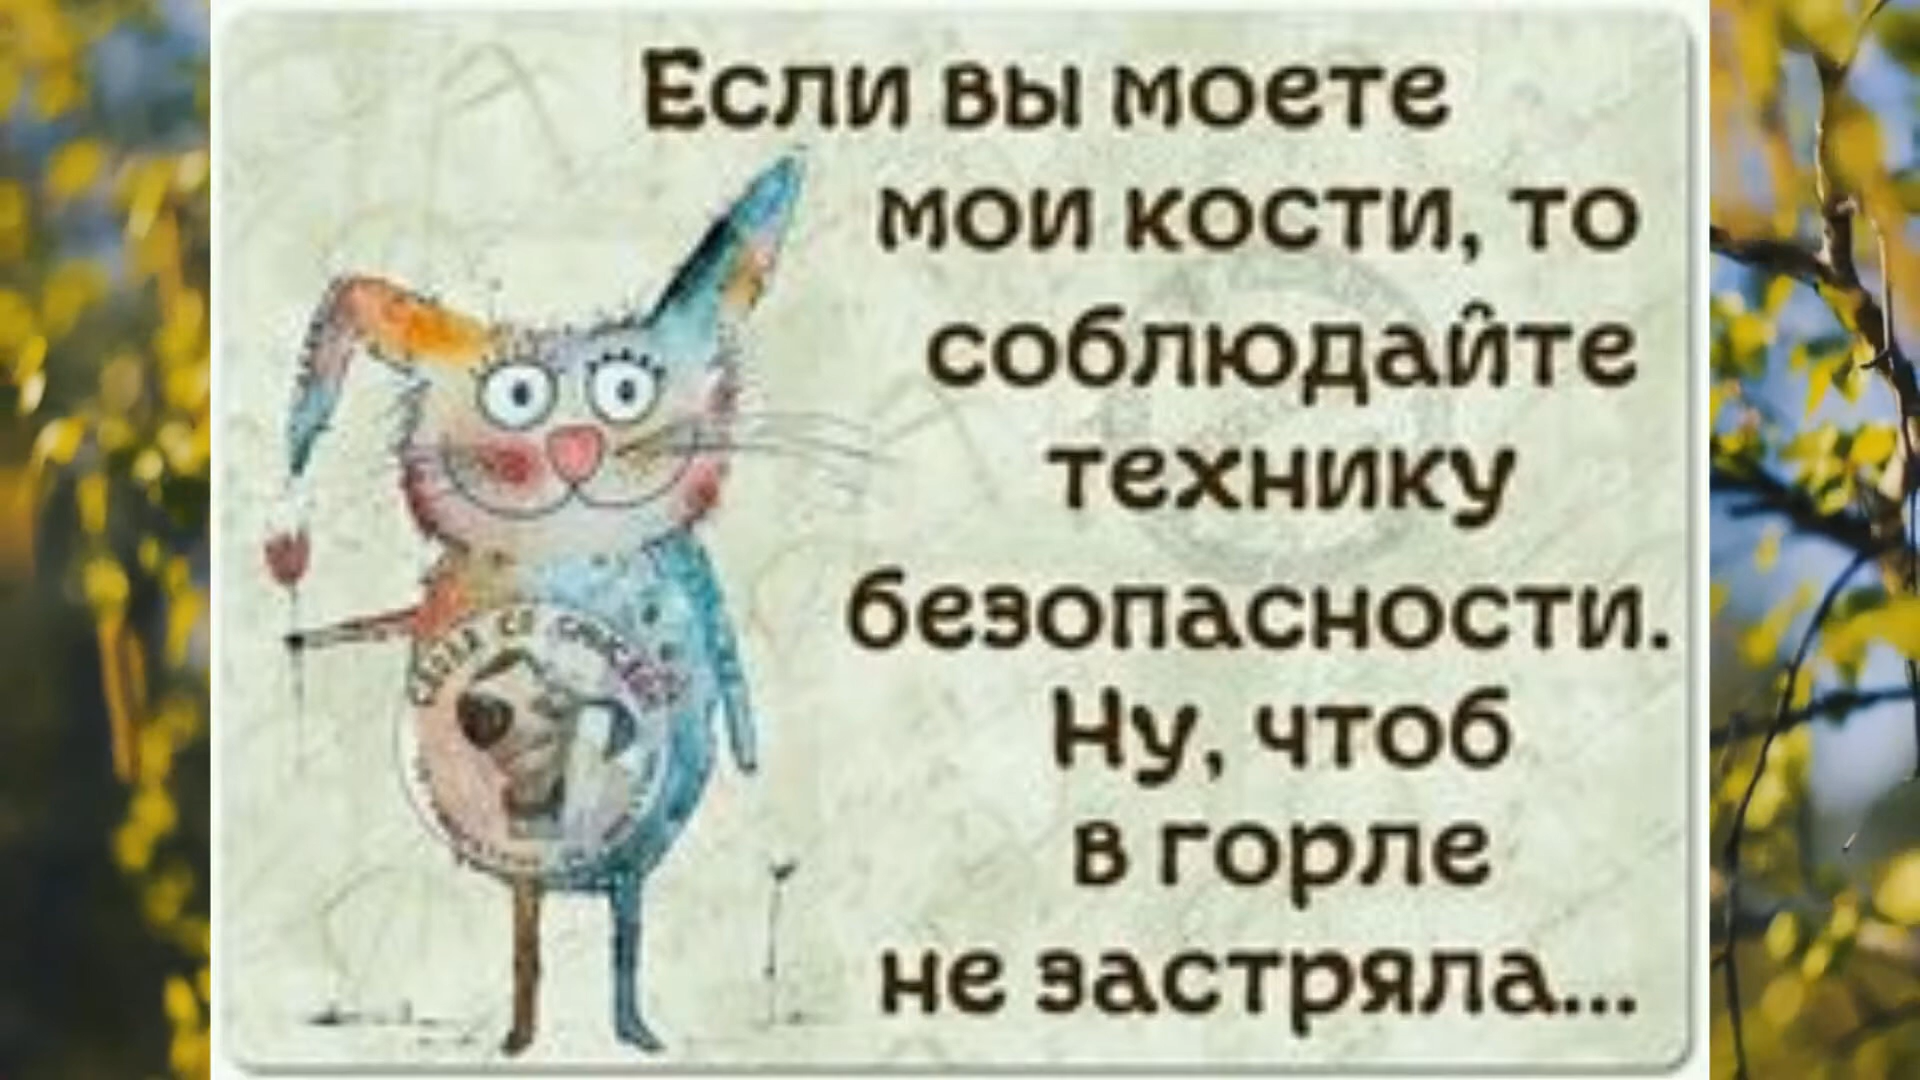 Если вы моете
мои кости, то
соблюдайте
технику
безопасности.
Ну, чтоб
в горле
не застряла...